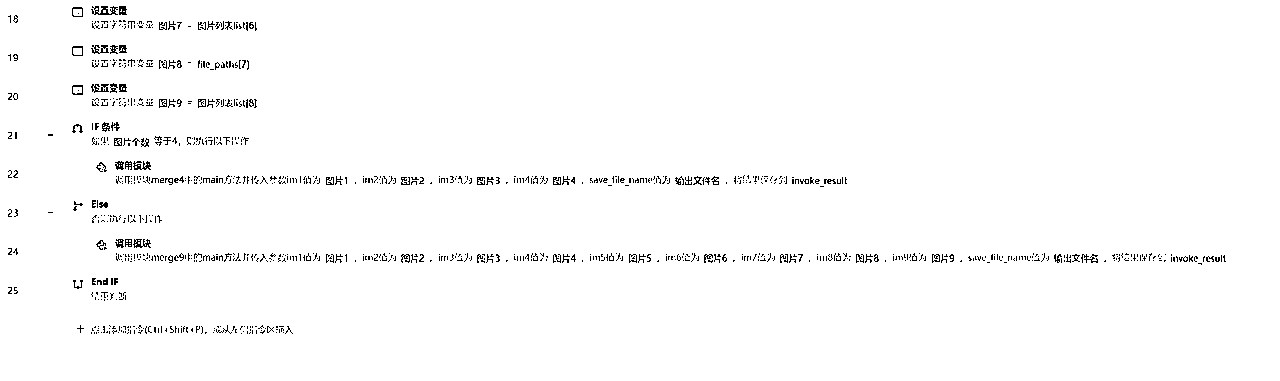 18
设置变量
设置字符串变量 图片7 = 图片列表list[6]
19
设置变量
设置字符串变量 图片8 = file_paths[7]
20
设置变量
设置字符串变量 图片9 = 图片列表list[8]
21
IF 条件
如果 图片个数 等于4，则执行以下操作
22
调用模块
调用模块merge4中的main方法并传入参数im1值为 图片1 ，im2值为 图片2 ，im3值为 图片3 ，im4值为 图片4 ，save_file_name值为 输出文件名 ，将结果保存到 invoke_result
23
Else
否则执行以下操作
24
调用模块
调用模块merge9中的main方法并传入参数im1值为 图片1 ，im2值为 图片2 ，im3值为 图片3 ，im4值为 图片4 ，im5值为 图片5 ，im6值为 图片6 ，im7值为 图片7 ，im8值为 图片8 ，im9值为 图片9 ，save_file_name值为 输出文件名 ，将结果保存到 invoke_result
25
End IF
结束判断
+ 点击添加指令(Ctrl+Shift+P)，或从左侧指令区拖入